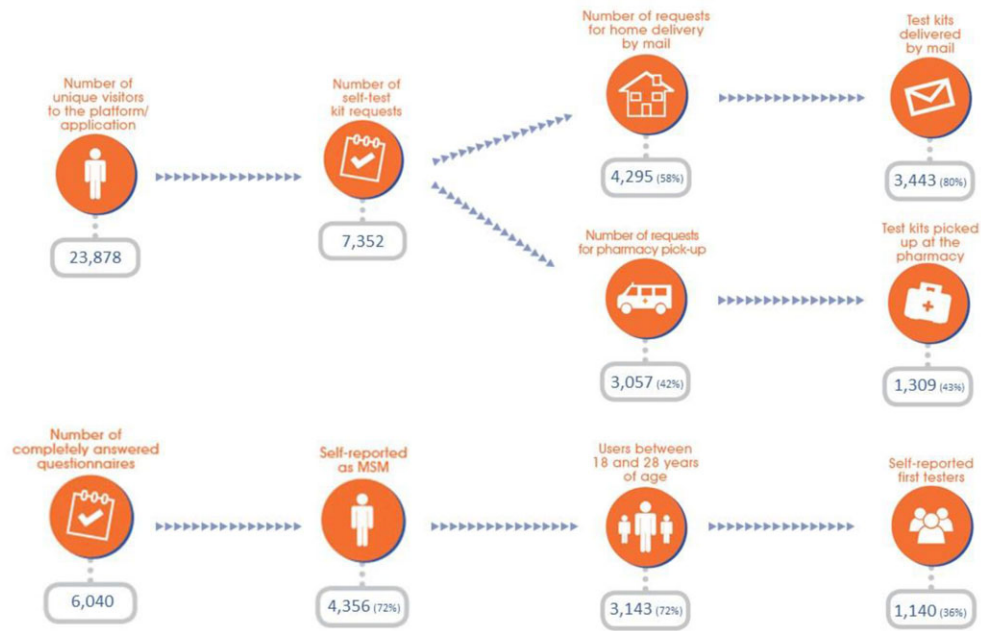 Number of
unique visitors
to the platform/
application
23,878
Number of
self-test
kit requests
7,352
Number of requests
for home delivery
by mail
4,295 (58%)
Test kits
delivered
by mail
3,443 (80%)
Number of requests
for pharmacy pick-up
3,057 (42%)
Test kits picked
up at the
pharmacy
1,309 (43%)
Number of
completely answered
questionnaires
6,040
Self-reported
as MSM
4,356 (72%)
Users between
18 and 28 years
of age
3,143 (72%)
Self-reported
first testers
1,140 (36%)